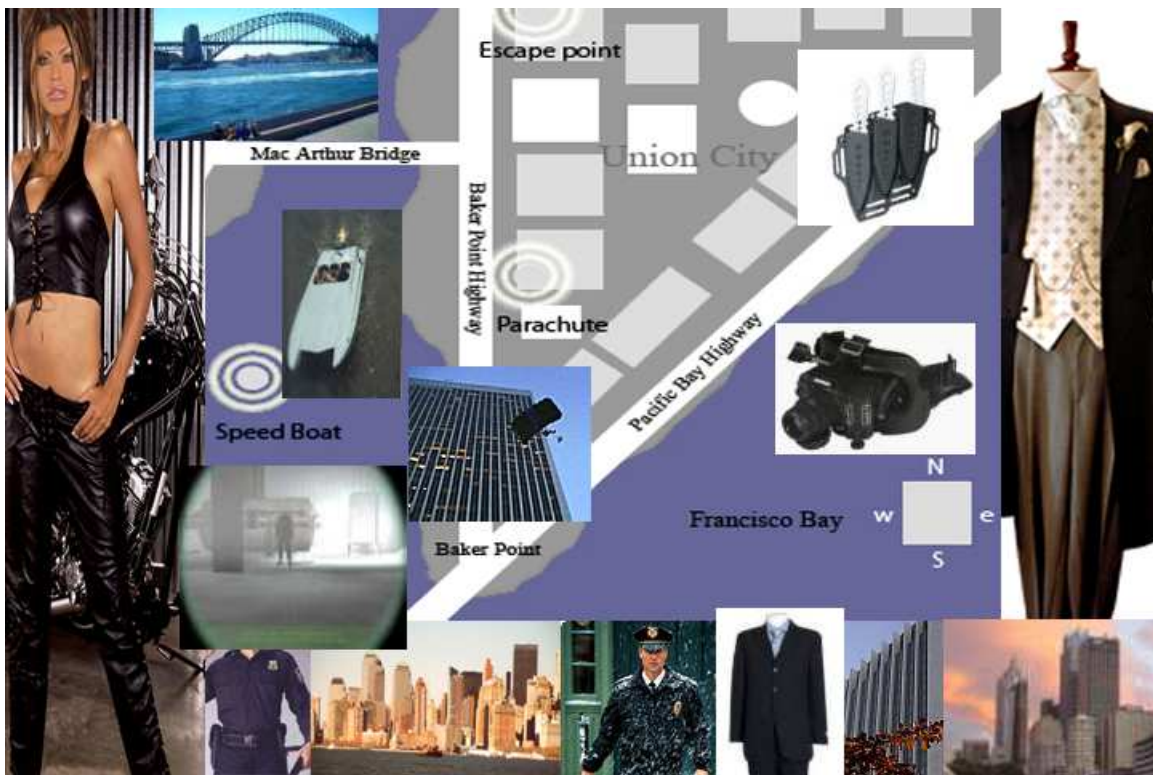 Escape point
Mac Arthur Bridge
Union City
Baker Point Highway
Parachute
Pacific Bay Highway
Speed Boat
N
w
e
S
Francisco Bay
Baker Point